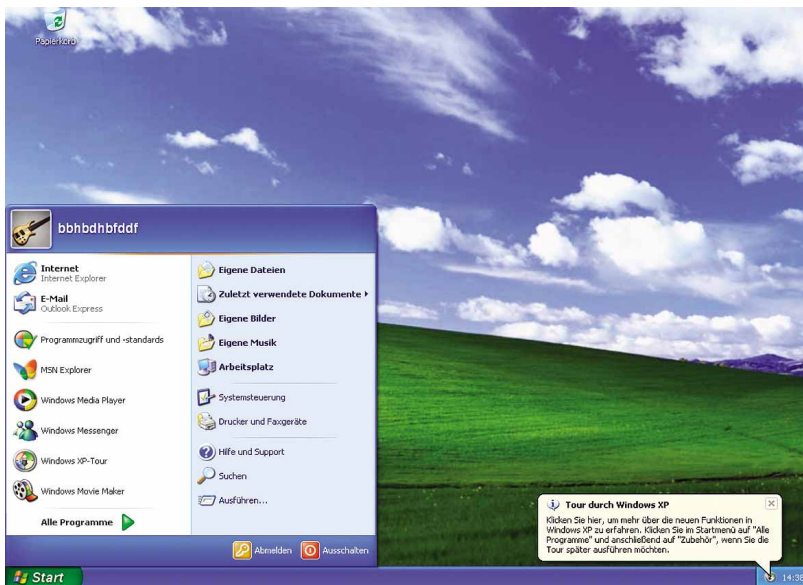 Papierkorb
bbhbdhbfddf
Internet
Internet Explorer
E-Mail
Outlook Express
Programmzugriff und -standards
MSN Explorer
Windows Media Player
Windows Messenger
Windows XP-Tour
Windows Movie Maker
Alle Programme
Eigene Dateien
Zuletzt verwendete Dokumente
Eigene Bilder
Eigene Musik
Arbeitsplatz
Systemsteuerung
Drucker und Faxgeräte
Hilfe und Support
Suchen
Ausführen...
Abmelden
Ausschalten
Tour durch Windows XP
Klicken Sie hier, um mehr über die neuen Funktionen in
Windows XP zu erfahren. Klicken Sie im Startmenü auf "Alle
Programme" und anschließend auf "Zubehör", wenn Sie die
Tour später ausführen möchten.
Start
14:38